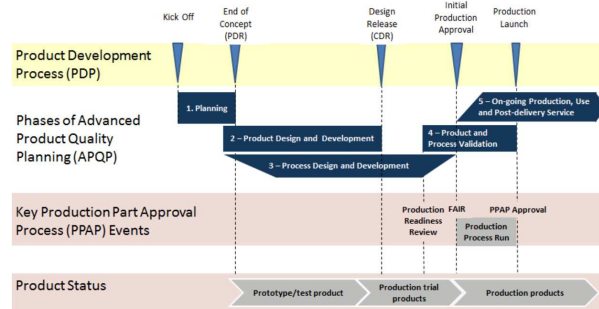 Kick Off
End of
Concept
(PDR)
Design
Release
(CDR)
Initial
Production
Approval
Production
Launch
Product Development
Process (PDP)
Phases of Advanced
Product Quality
Planning (APQP)
1. Planning
2 – Product Design and Development
3 – Process Design and Development
4 – Product and
Process Validation
5 – On-going Production, Use
and Post-delivery Service
Key Production Part Approval
Process (PPAP) Events
Production
Readiness
Review
FAIR
PPAP Approval
Production
Process Run
Product Status
Prototype/test product
Production trial
products
Production products